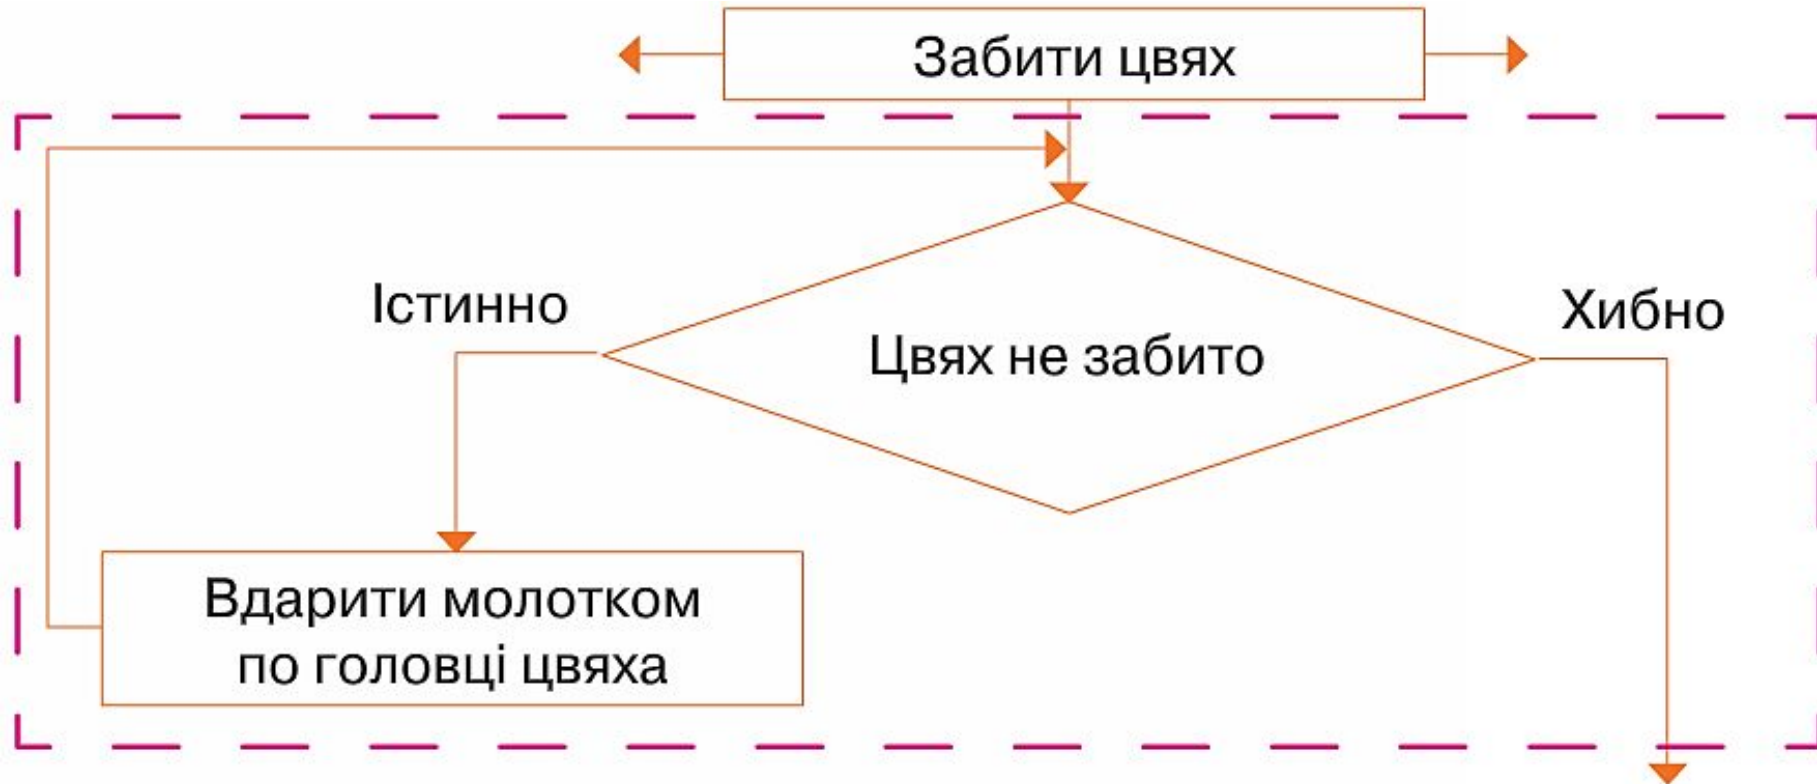 Забити цвях
Істинно
Хибно
Цвях не забито
Вдарити молотком
по головці цвяха